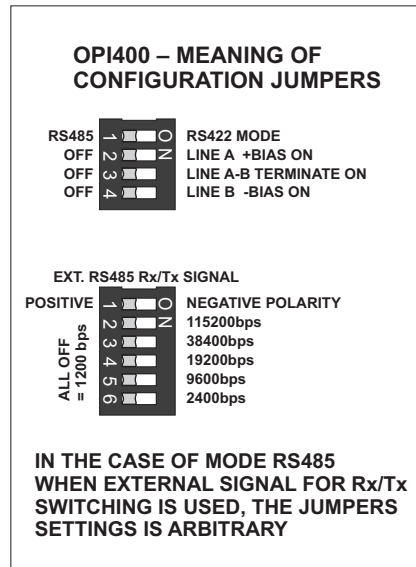 OPI400 – MEANING OF
CONFIGURATION JUMPERS
RS485 1 O RS422 MODE
OFF 2 N LINE A +BIAS ON
OFF 3 LINE A-B TERMINATE ON
OFF 4 LINE B -BIAS ON
EXT. RS485 Rx/Tx SIGNAL
POSITIVE 1 O NEGATIVE POLARITY
2 N 115200bps
3 38400bps
4 19200bps
5 9600bps
6 2400bps
ALL OFF
= 1200 bps
IN THE CASE OF MODE RS485
WHEN EXTERNAL SIGNAL FOR Rx/Tx
SWITCHING IS USED, THE JUMPERS
SETTINGS IS ARBITRARY